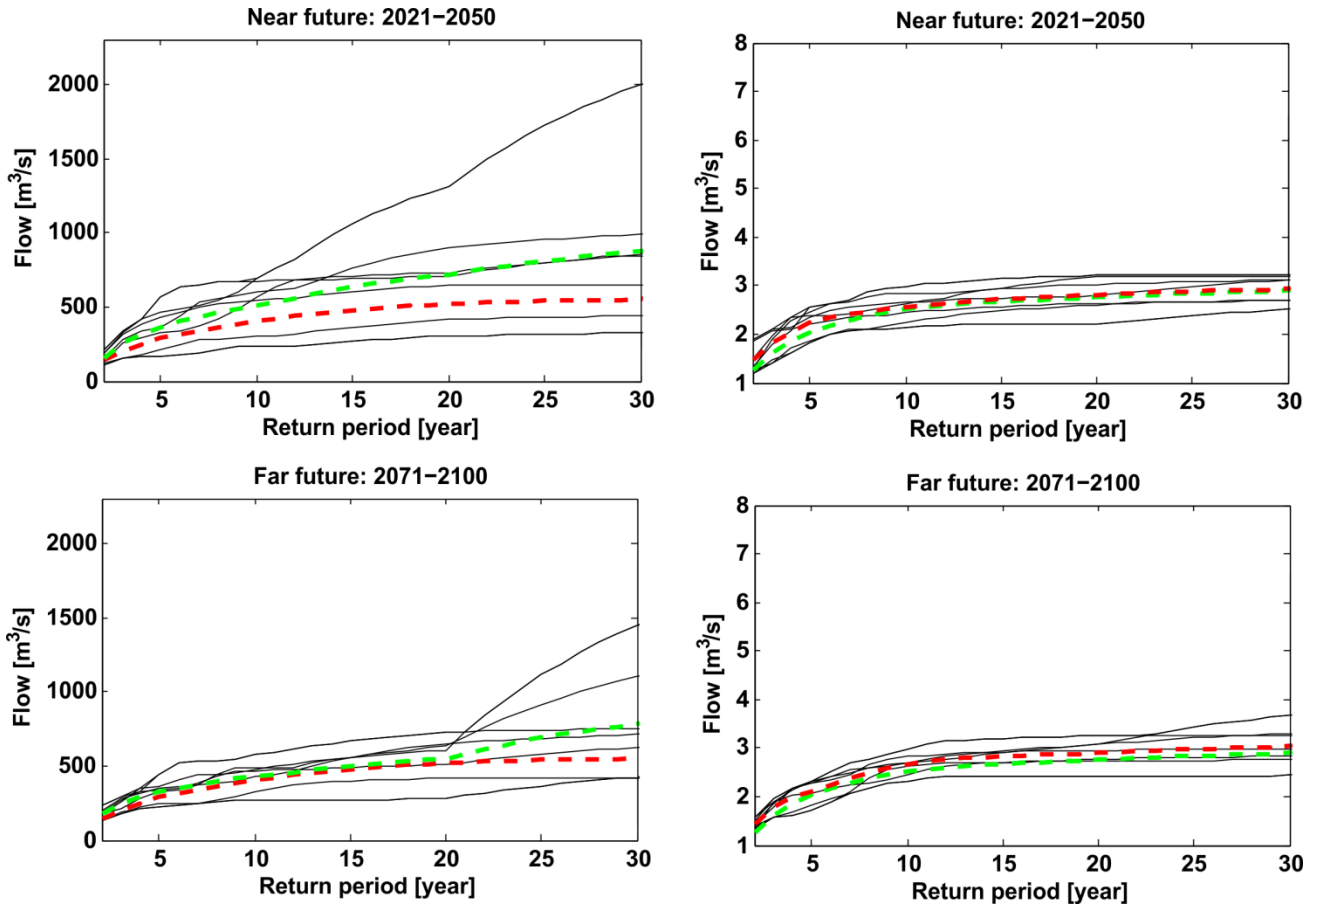 Near future: 2021−2050
2000
1500
1000
500
0
Flow [m³/s]
5 10 15 20 25 30
Return period [year]
Near future: 2021−2050
8
7
6
5
4
3
2
1
Flow [m³/s]
5 10 15 20 25 30
Return period [year]
Far future: 2071−2100
2000
1500
1000
500
0
Flow [m³/s]
5 10 15 20 25 30
Return period [year]
Far future: 2071−2100
8
7
6
5
4
3
2
1
Flow [m³/s]
5 10 15 20 25 30
Return period [year]